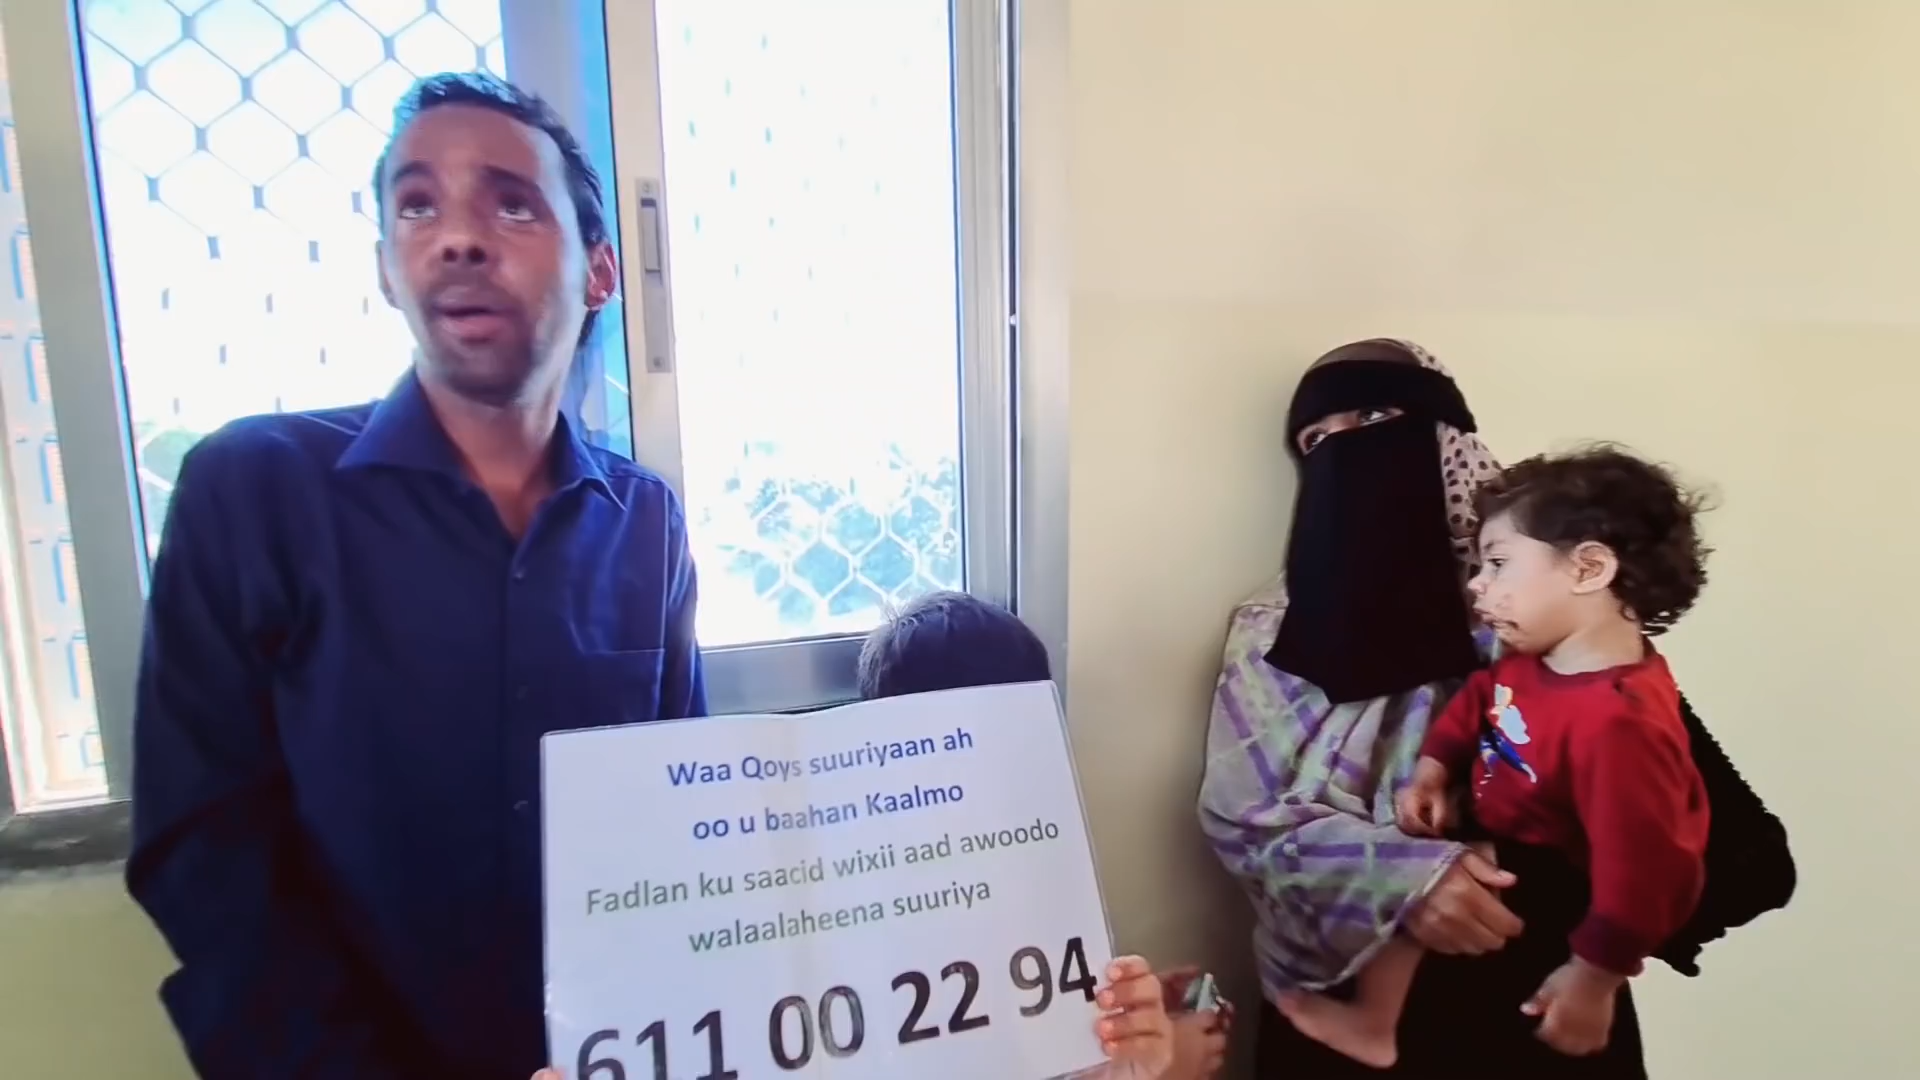 Waa Qoys suuriyaan ah
oo u baahan Kaalmo
Fadlan ku saacid wixii aad awoodo
walaalaheena suuriya
611 00 22 94